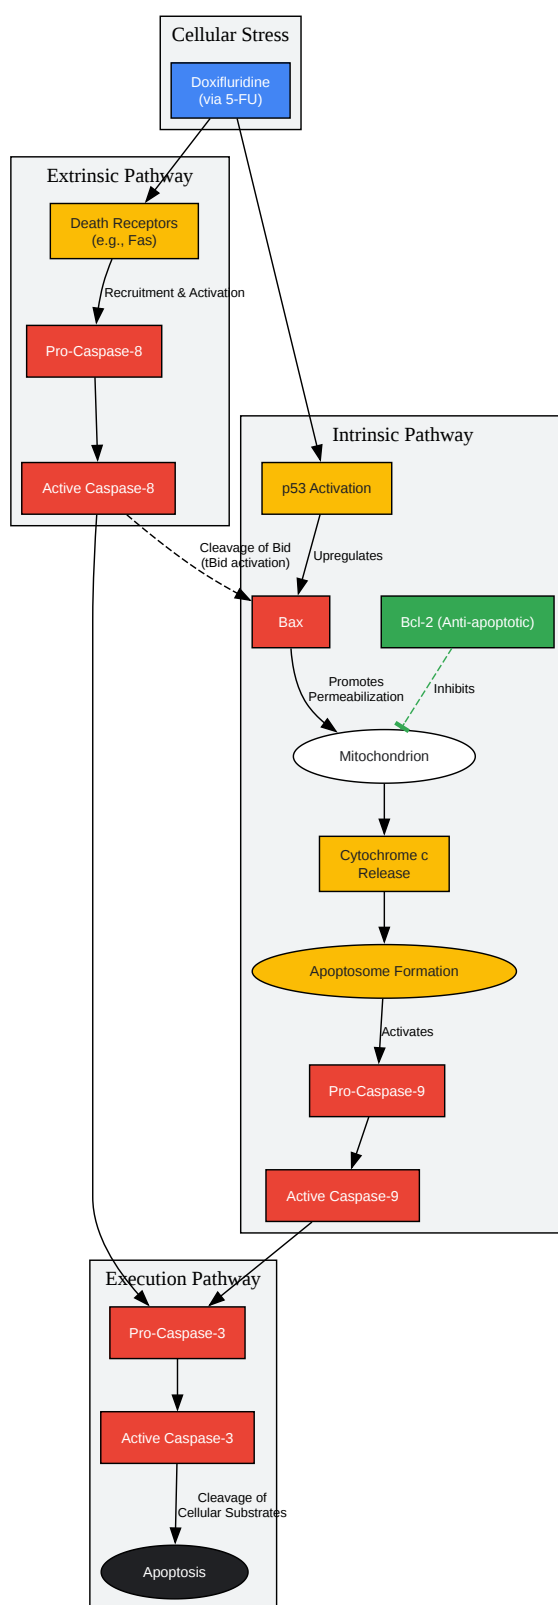 Cellular Stress
Doxifluridine
(via 5-FU)
Extrinsic Pathway
Death Receptors
(e.g., Fas)
Recruitment & Activation
Pro-Caspase-8
Active Caspase-8
Intrinsic Pathway
p53 Activation
Cleavage of Bid
(tBid activation)
Upregulates
Bax
Bcl-2 (Anti-apoptotic)
Promotes
Permeabilization
Inhibits
Mitochondrion
Cytochrome c
Release
Apoptosome Formation
Activates
Pro-Caspase-9
Active Caspase-9
Execution Pathway
Pro-Caspase-3
Active Caspase-3
Cleavage of
Cellular Substrates
Apoptosis